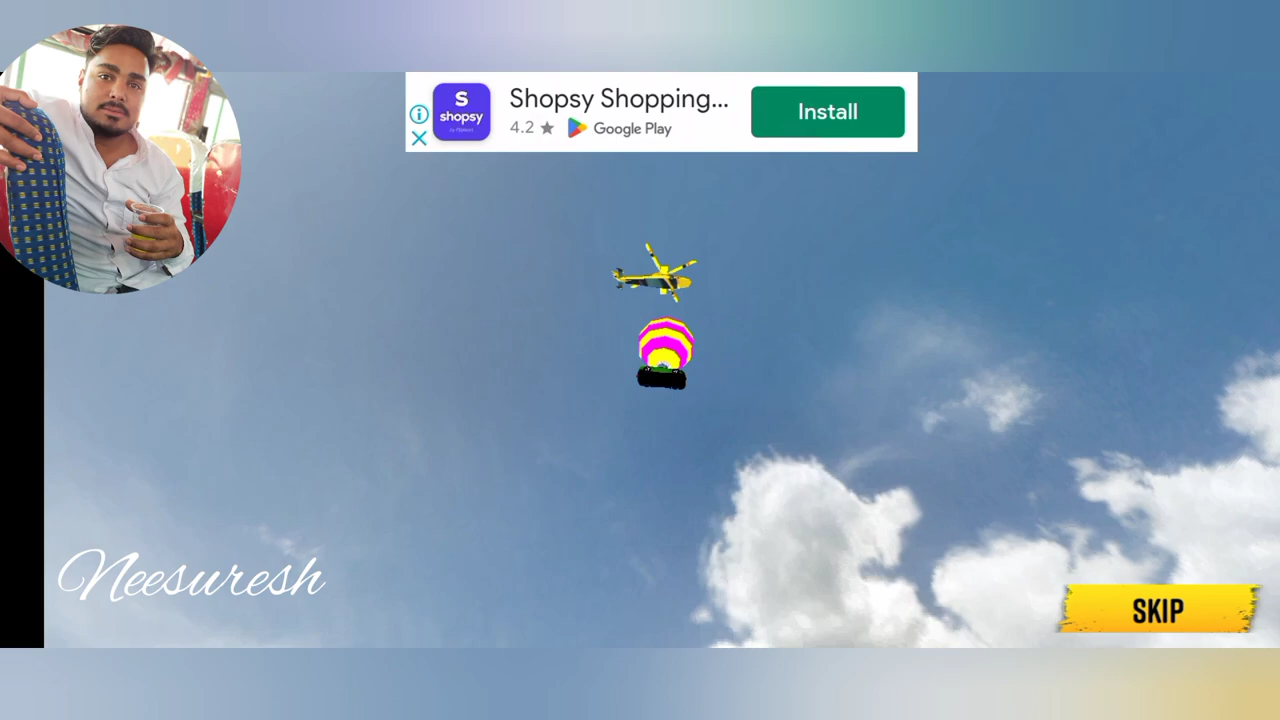 S
shopsy
Shopsy Shopping...
4.2 ★ Google Play
Install
Neesuresh
SKIP